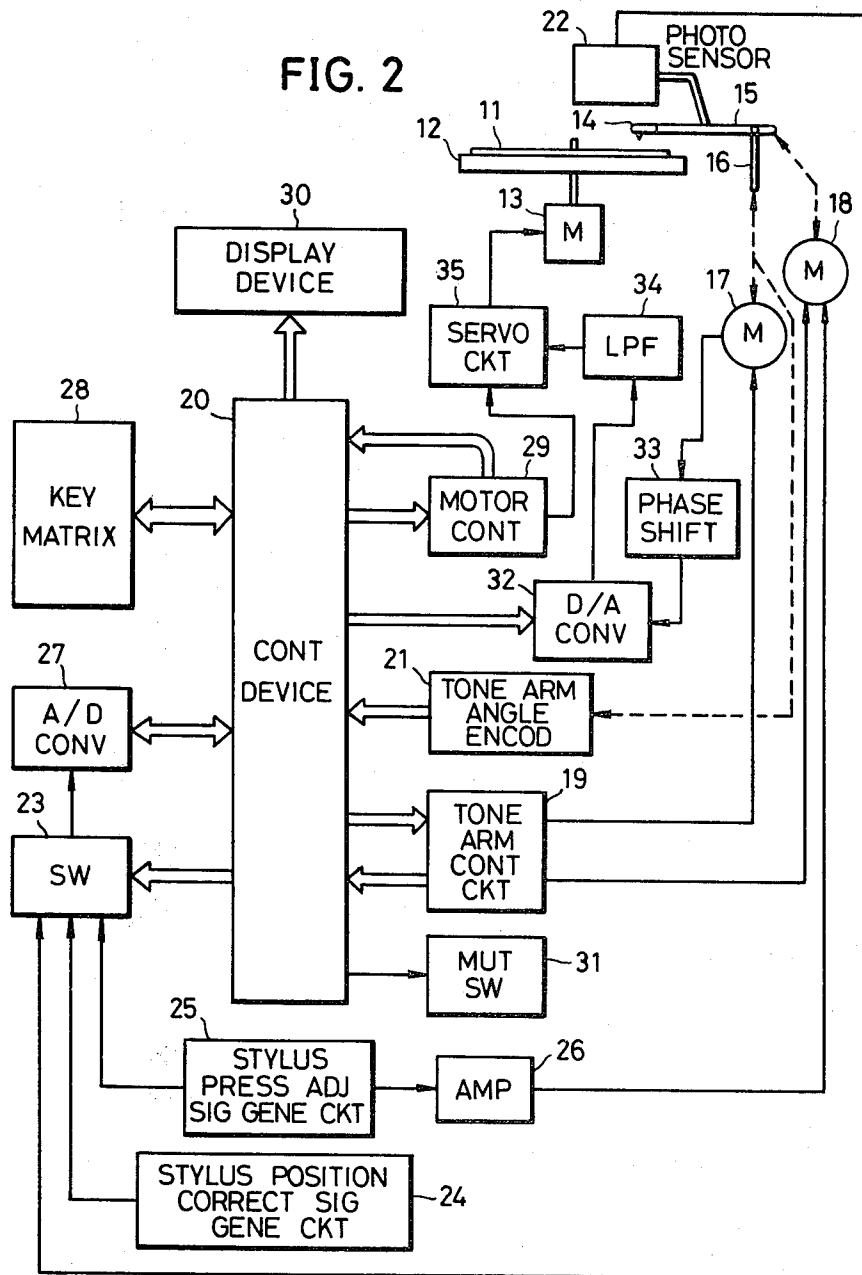 FIG. 2
22
PHOTO
SENSOR
15
14
11
12
16
13
M
18
M
30
DISPLAY
DEVICE
35
SERVO
CKT
34
LPF
17
M
28
KEY
MATRIX
20
CONT
DEVICE
29
MOTOR
CONT
33
PHASE
SHIFT
32
D/A
CONV
27
A/D
CONV
21
TONE ARM
ANGLE
ENCOD
23
SW
19
TONE
ARM
CONT
CKT
MUT
SW
31
25
STYLUS
PRESS ADJ
SIG GENE CKT
26
AMP
STYLUS POSITION
CORRECT SIG
GENE CKT
24